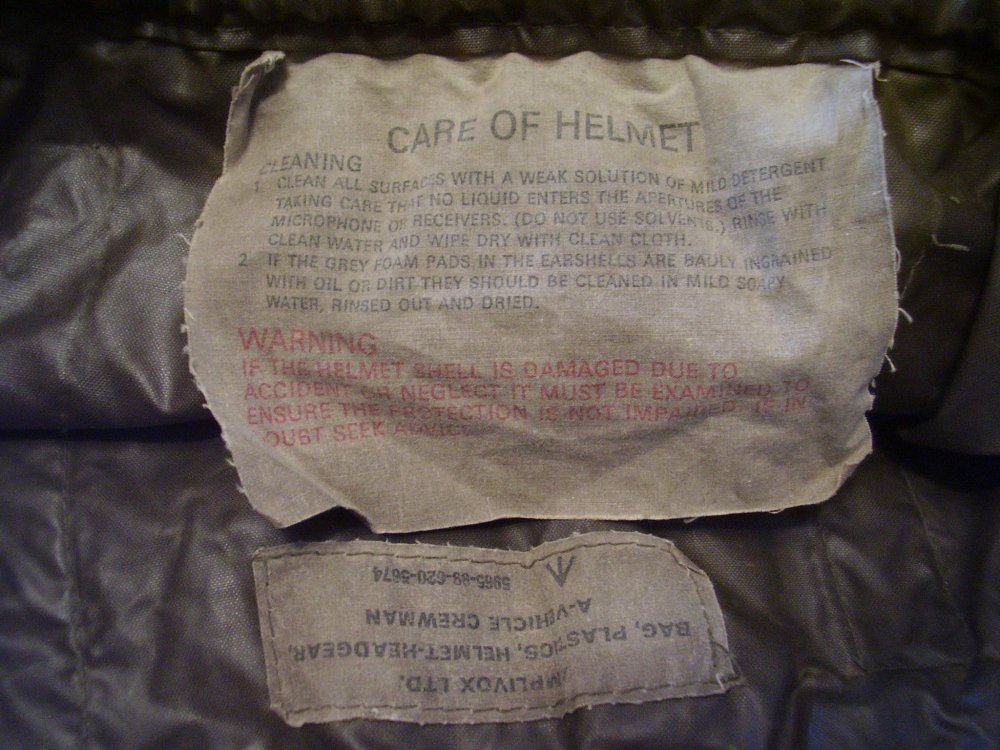 CARE OF HELMET
CLEANING
1. CLEAN ALL SURFACES WITH A WEAK SOLUTION OF MILD DETERGENT.
TAKING CARE THAT NO LIQUID ENTERS THE APERTURES OF THE
MICROPHONE OR RECEIVERS. (DO NOT USE SOLVENTS.) RINSE WITH
CLEAN WATER AND WIPE DRY WITH CLEAN CLOTH.
2. IF THE GREY FOAM PADS IN THE EARSHELLS ARE BADLY INGRAINED
WITH OIL OR DIRT THEY SHOULD BE CLEANED IN MILD SOAPY
WATER, RINSED OUT AND DRIED.
WARNING
IF THE HELMET SHELL IS DAMAGED DUE TO
ACCIDENT OR NEGLECT IT MUST BE EXAMINED TO
ENSURE THE PROTECTION IS NOT IMPAIRED. IF IN
DOUBT SEEK ADVICE.
AMPLIVOX LTD.
BAG, PLASTICS, HELMET-HEADGEAR,
A-VEHICLE CREWMAN
5965-99-620-5674